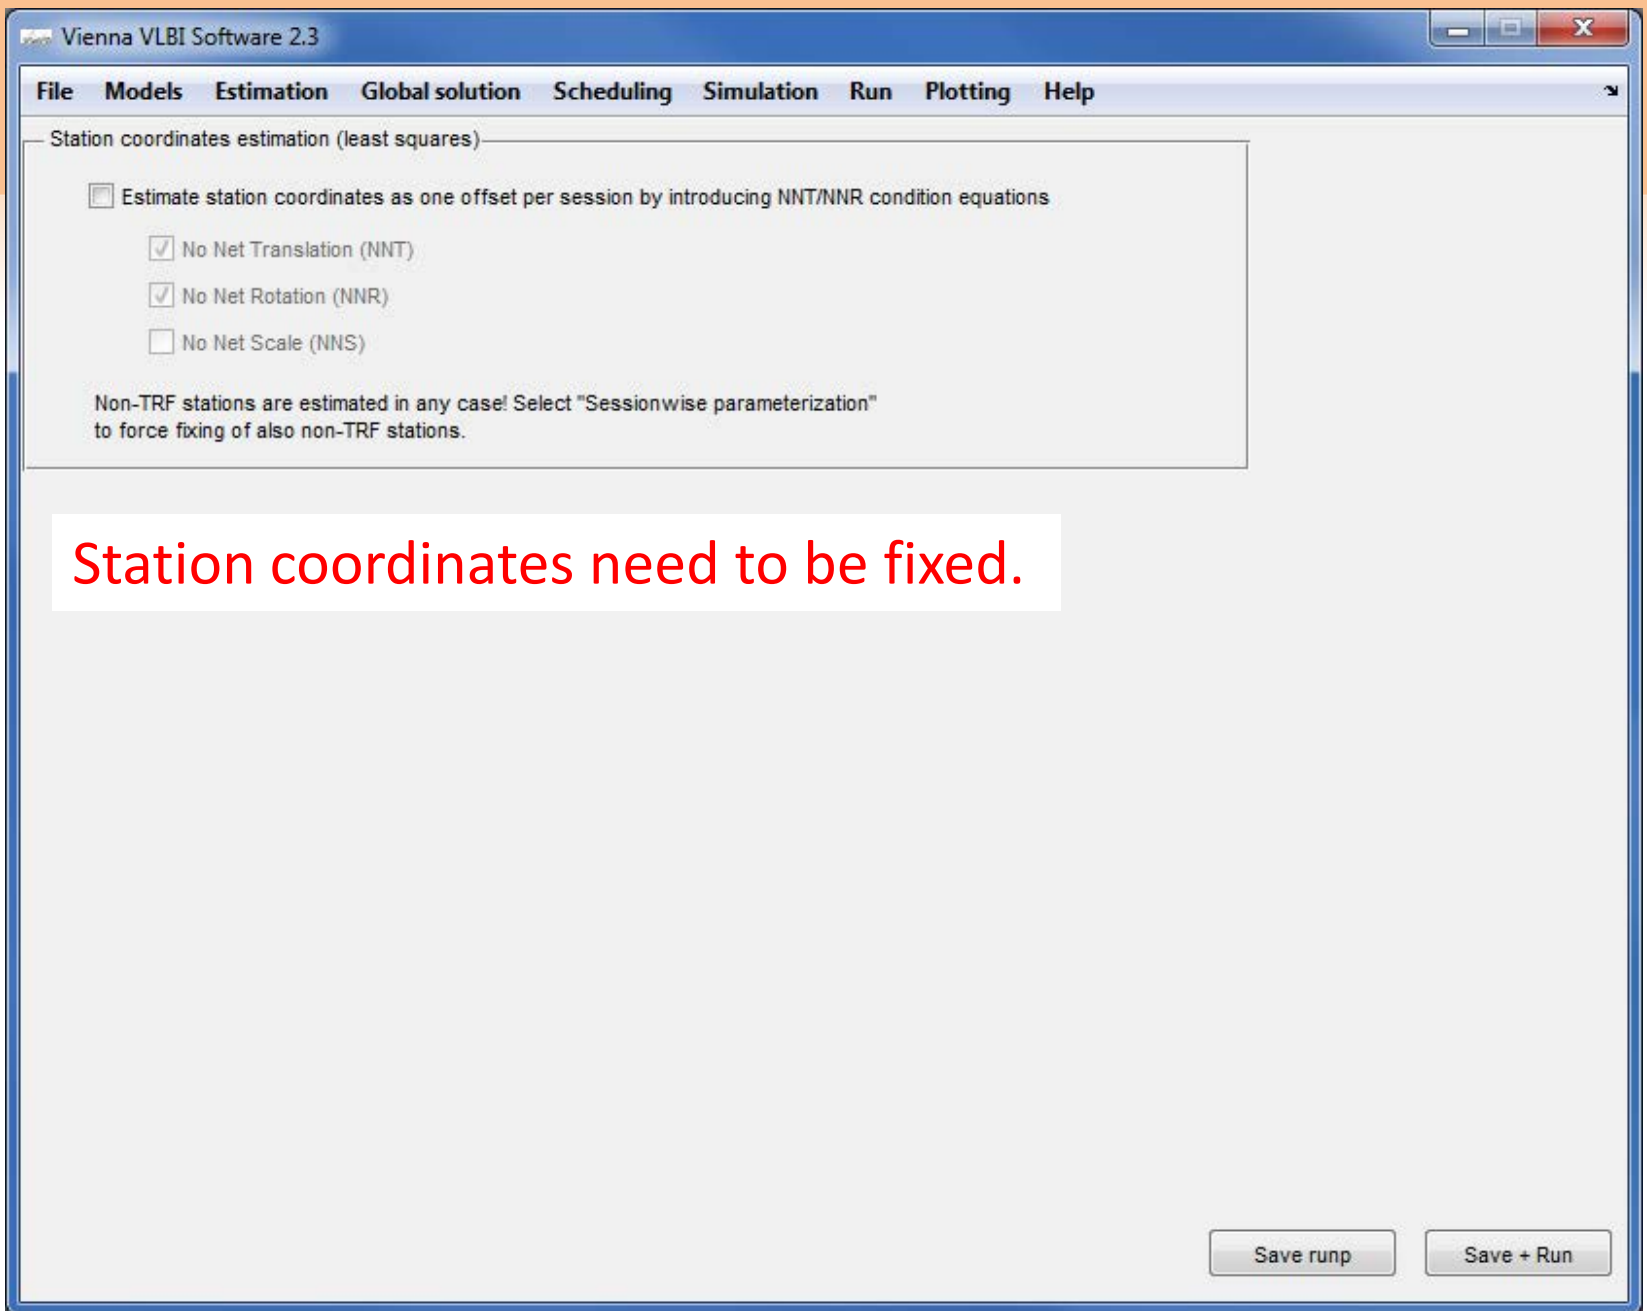 Vienna VLBI Software 2.3
File Models Estimation Global solution Scheduling Simulation Run Plotting Help
Station coordinates estimation (least squares)
Estimate station coordinates as one offset per session by introducing NNT/NNR condition equations
No Net Translation (NNT)
No Net Rotation (NNR)
No Net Scale (NNS)
Non-TRF stations are estimated in any case! Select "Sessionwise parameterization"
to force fixing of also non-TRF stations.
Station coordinates need to be fixed.
Save runp Save + Run